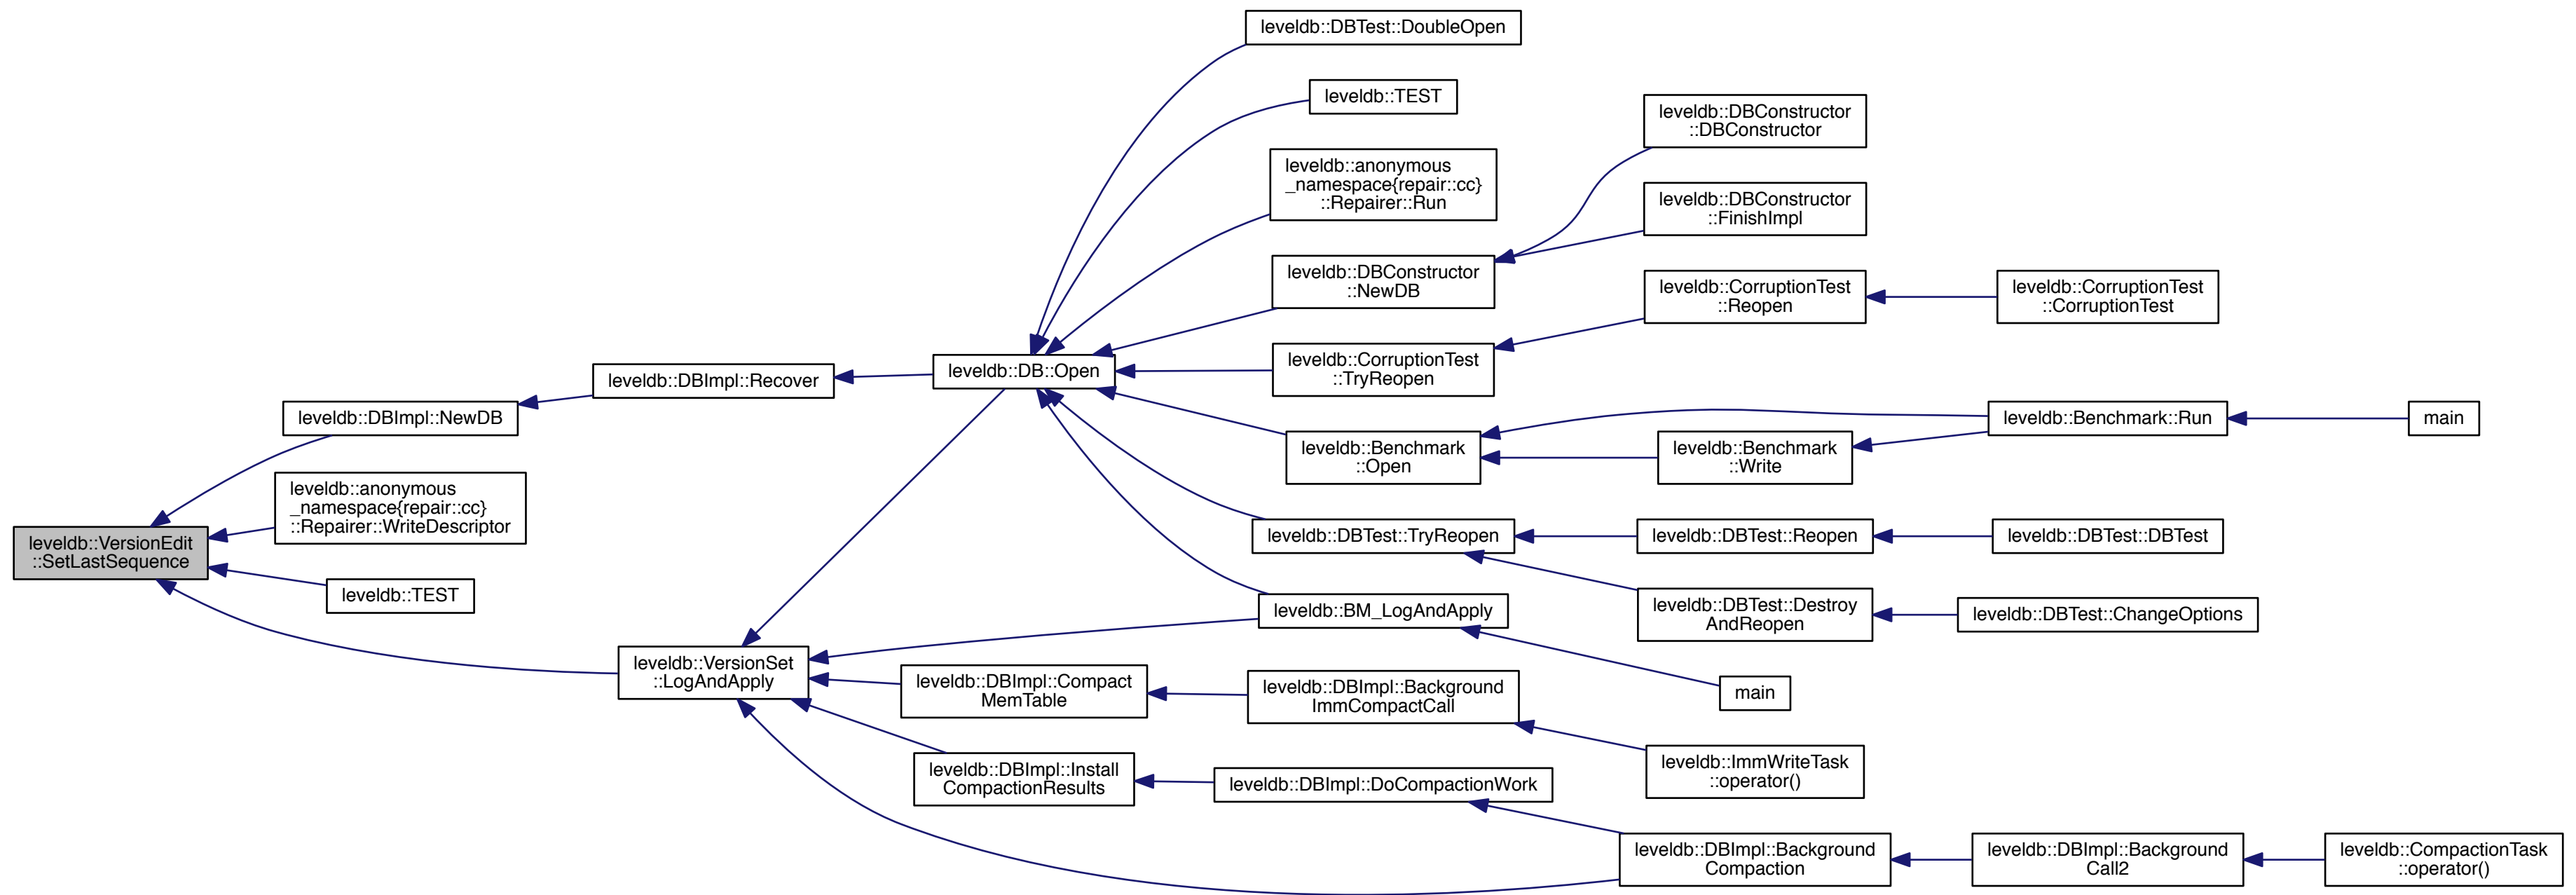 leveldb::DBTest::DoubleOpen
leveldb::TEST
leveldb::DBConstructor
::DBConstructor
leveldb::anonymous
_namespace{repair::cc}
::Repairer::Run
leveldb::DBConstructor
::FinishImpl
leveldb::DBConstructor
::NewDB
leveldb::CorruptionTest
::Reopen
leveldb::CorruptionTest
::CorruptionTest
leveldb::CorruptionTest
::TryReopen
leveldb::DB::Open
leveldb::DBImpl::Recover
leveldb::DBImpl::NewDB
leveldb::Benchmark::Run
main
leveldb::Benchmark
::Open
leveldb::Benchmark
::Write
leveldb::anonymous
_namespace{repair::cc}
::Repairer::WriteDescriptor
leveldb::VersionEdit
::SetLastSequence
leveldb::DBTest::TryReopen
leveldb::DBTest::Reopen
leveldb::DBTest::DBTest
leveldb::TEST
leveldb::BM_LogAndApply
leveldb::DBTest::Destroy
AndReopen
leveldb::DBTest::ChangeOptions
leveldb::VersionSet
::LogAndApply
leveldb::DBImpl::Compact
MemTable
leveldb::DBImpl::Background
ImmCompactCall
main
leveldb::DBImpl::Install
CompactionResults
leveldb::DBImpl::DoCompactionWork
leveldb::ImmWriteTask
::operator()
leveldb::DBImpl::Background
Compaction
leveldb::DBImpl::Background
Call2
leveldb::CompactionTask
::operator()